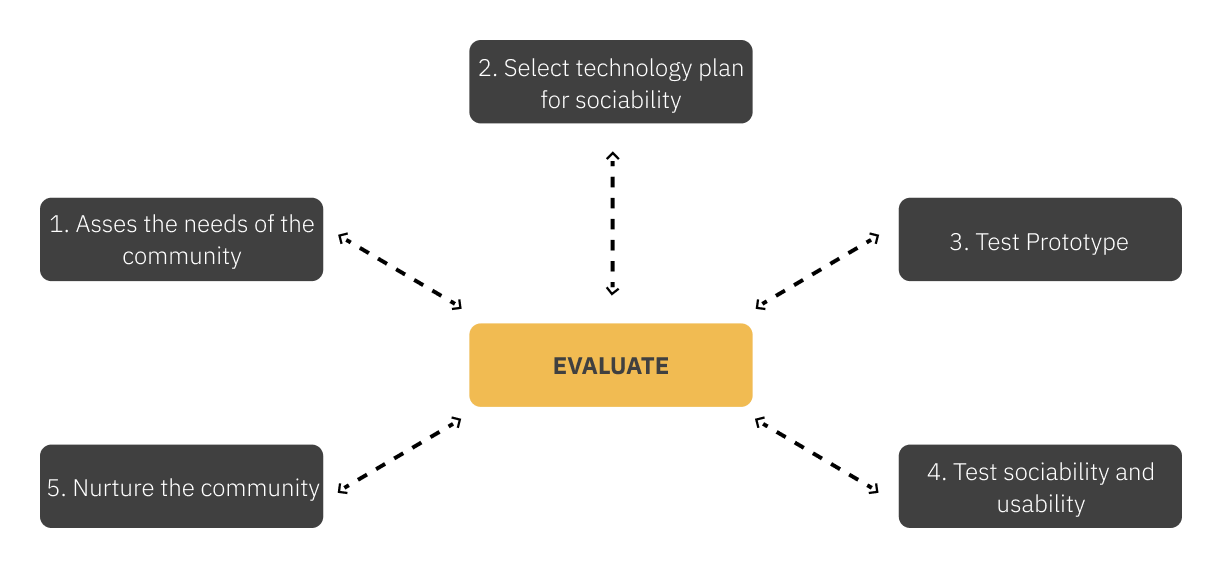 2. Select technology plan
for sociability
1. Asses the needs of the
community
3. Test Prototype
EVALUATE
5. Nurture the community
4. Test sociability and
usability